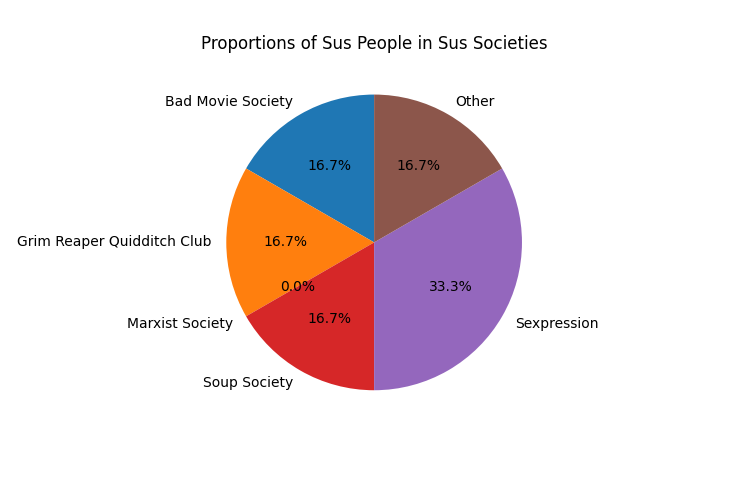 Proportions of Sus People in Sus Societies
Bad Movie Society
Other
16.7%
16.7%
Grim Reaper Quidditch Club
16.7%
0.0%
33.3%
Marxist Society
16.7%
Sexpression
Soup Society